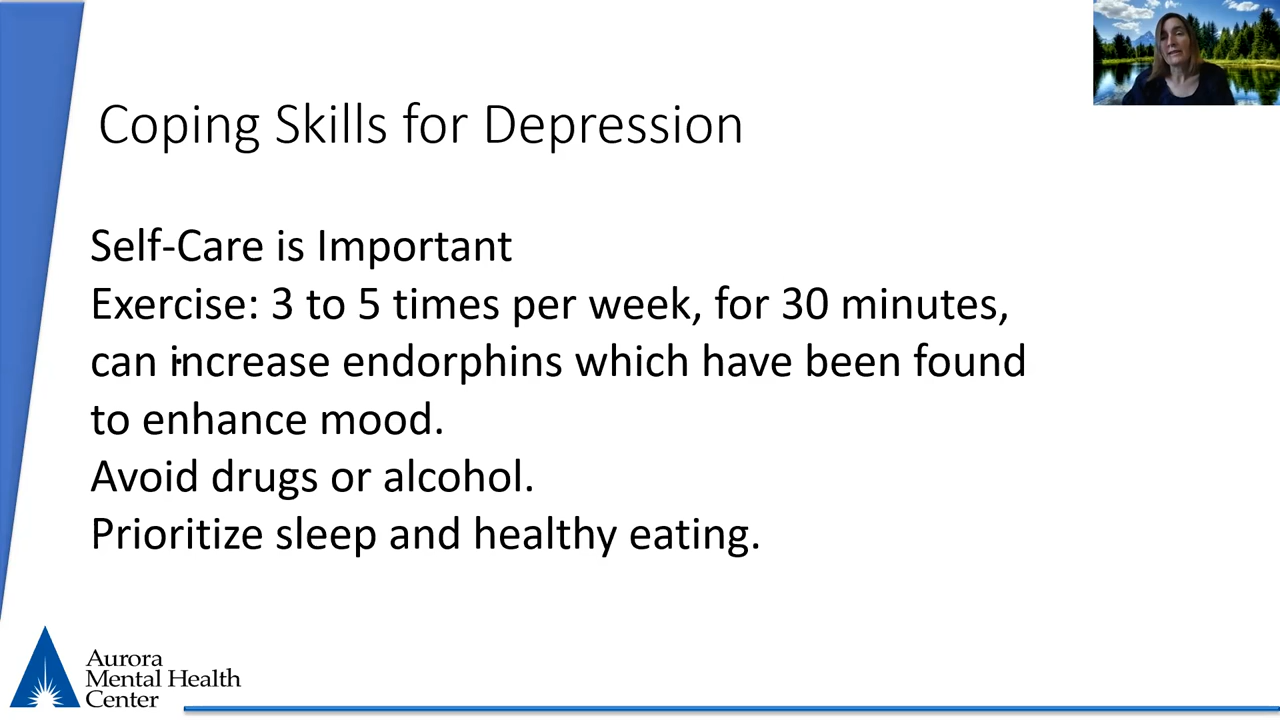 Coping Skills for Depression
Self-Care is Important
Exercise: 3 to 5 times per week, for 30 minutes,
can increase endorphins which have been found
to enhance mood.
Avoid drugs or alcohol.
Prioritize sleep and healthy eating.
Aurora
Mental Health
Center